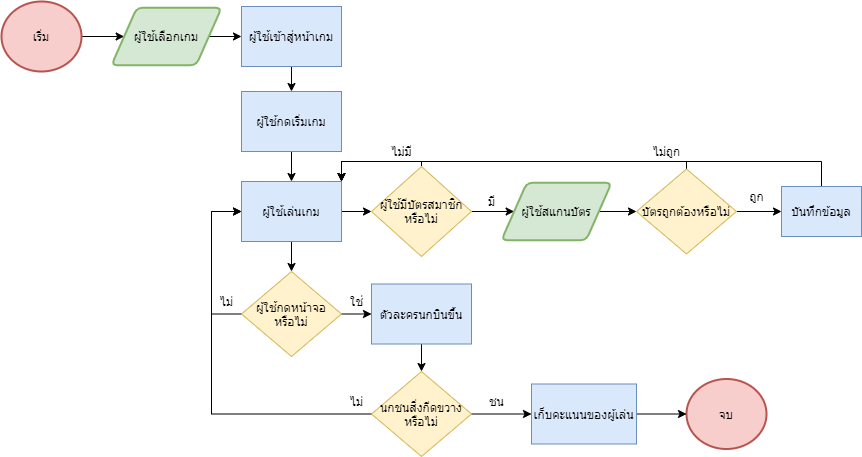 เริ่ม
ผู้ใช้เลือกเกม
ผู้ใช้เข้าสู่หน้าเกม
ผู้ใช้กดเริ่มเกม
ไม่มี
ไม่ถูก
ผู้ใช้เล่นเกม
ผู้ใช้มีบัตรสมาชิก
หรือไม่
มี
ผู้ใช้สแกนบัตร
บัตรถูกต้องหรือไม่
ถูก
บันทึกข้อมูล
ไม่
ผู้ใช้กดหน้าจอ
หรือไม่
ใช่
ตัวละครนกบินขึ้น
ไม่
นกชนสิ่งกีดขวาง
หรือไม่
ชน
เก็บคะแนนของผู้เล่น
จบ